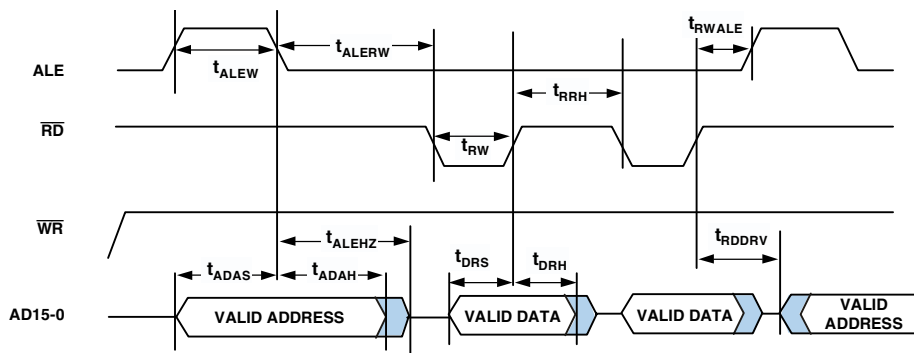 tRWALE
tALERW
tALEW
ALE
tRRH
RD
tRW
WR
tALEHZ
tRDDRV
tDRS
tDRH
tADAS
tADAH
AD15-0
VALID ADDRESS
VALID DATA
VALID DATA
VALID
ADDRESS